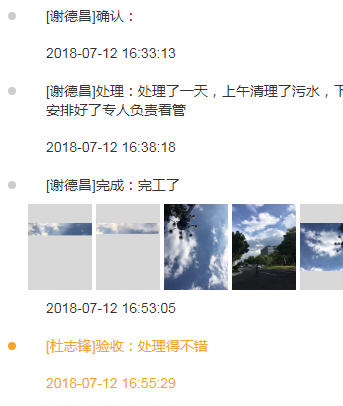 [谢德昌]确认：
2018-07-12 16:33:13
[谢德昌]处理：处理了一天，上午清理了污水，下
安排好了专人负责看管
2018-07-12 16:38:18
[谢德昌]完成：完工了
2018-07-12 16:53:05
[杜志锋]验收：处理得不错
2018-07-12 16:55:29